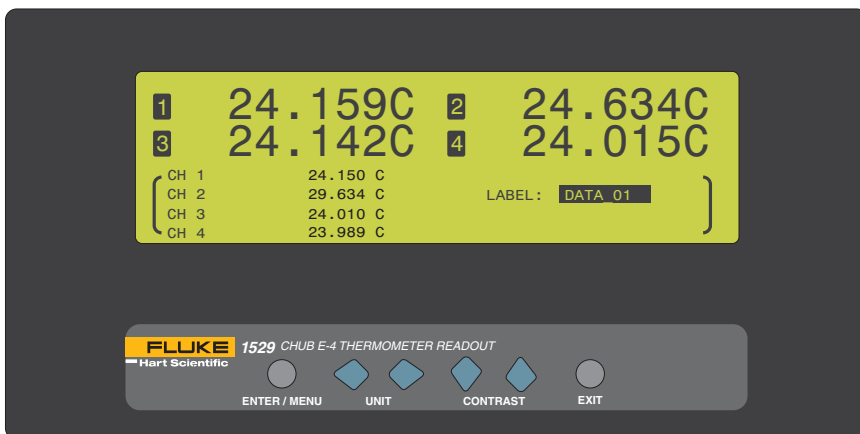 1 24.159C 2 24.634C
3 24.142C 4 24.015C
CH 1 24.150 C
CH 2 29.634 C LABEL: DATA_01
CH 3 24.010 C
CH 4 23.989 C
FLUKE 1529 CHUB E-4 THERMOMETER READOUT
Hart Scientific
ENTER / MENU UNIT CONTRAST EXIT